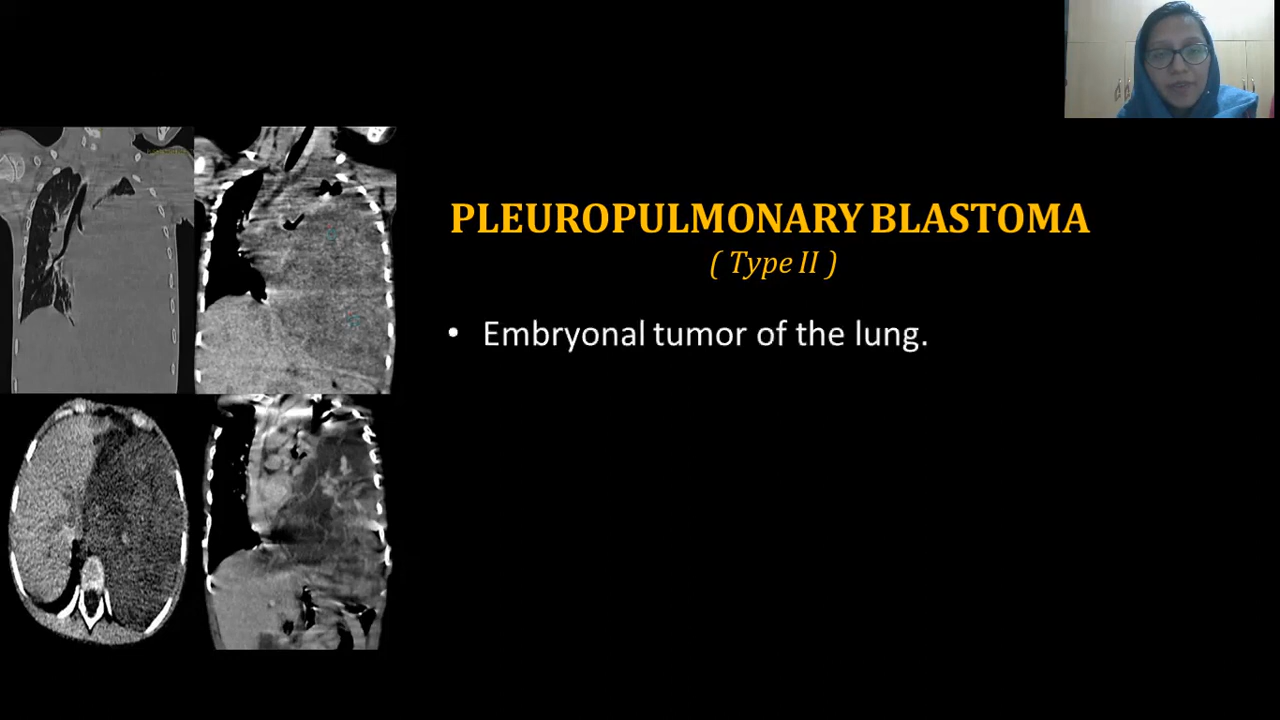 PLEUROPULMONARY BLASTOMA
( Type II )
• Embryonal tumor of the lung.